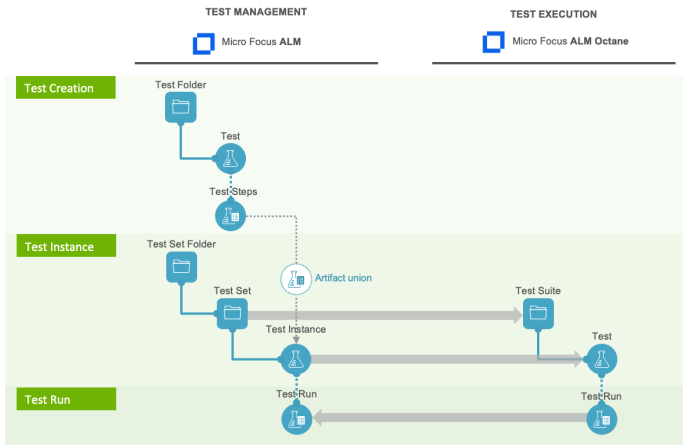 TEST MANAGEMENT
TEST EXECUTION
Micro Focus ALM
Micro Focus ALM Octane
Test Creation
Test Folder
Test
Test Steps
Test Instance
Test Set Folder
Artifact union
Test Set
Test Suite
Test Instance
Test
Test Run
Test Run
Test Run